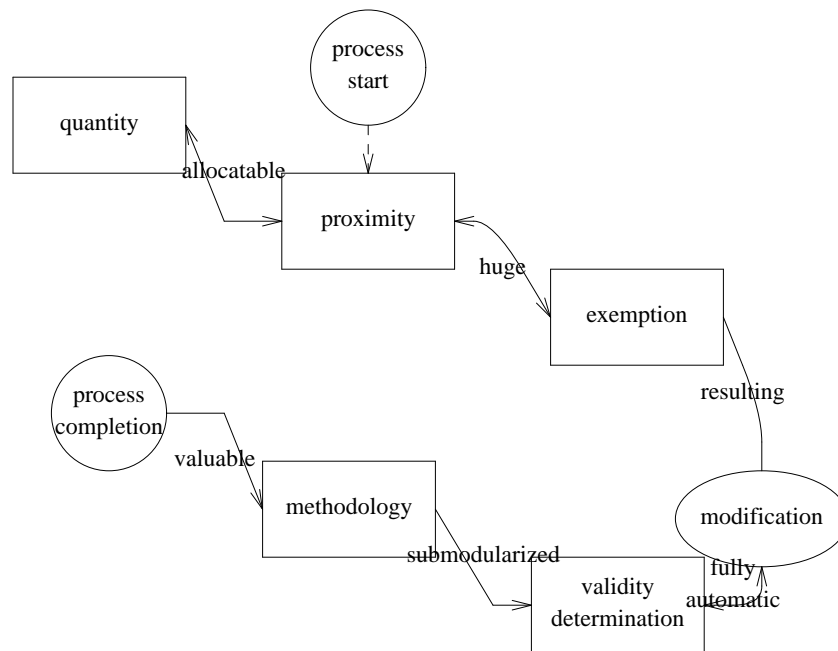 process
start
quantity
allocatable
proximity
huge
exemption
resulting
process
completion
valuable
methodology
modification
submodularized
fully
automatic
validity
determination